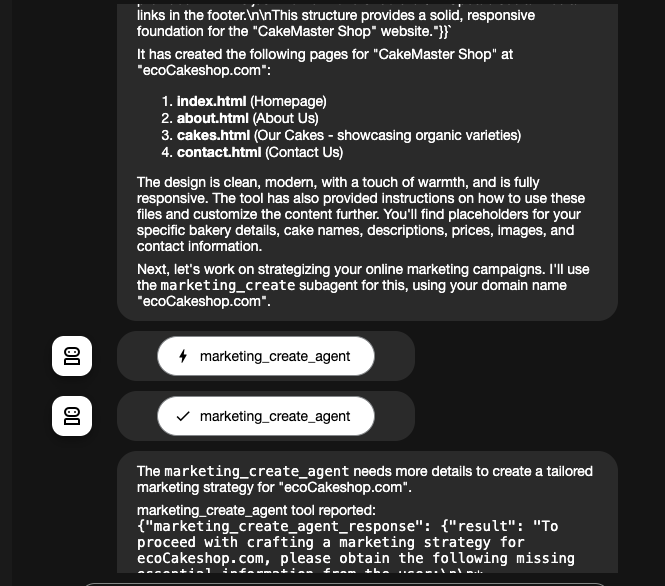 links in the footer.\n\nThis structure provides a solid, responsive
foundation for the "CakeMaster Shop" website."}}`
It has created the following pages for "CakeMaster Shop" at
"ecoCakeshop.com":
1. index.html (Homepage)
2. about.html (About Us)
3. cakes.html (Our Cakes - showcasing organic varieties)
4. contact.html (Contact Us)
The design is clean, modern, with a touch of warmth, and is fully
responsive. The tool has also provided instructions on how to use these
files and customize the content further. You'll find placeholders for your
specific bakery details, cake names, descriptions, prices, images, and
contact information.
Next, let's work on strategizing your online marketing campaigns. I'll use
the marketing_create subagent for this, using your domain name
"ecoCakeshop.com".
marketing_create_agent
marketing_create_agent
The marketing_create_agent needs more details to create a tailored
marketing strategy for "ecoCakeshop.com".
marketing_create_agent tool reported:
{"marketing_create_agent_response": {"result": "To
proceed with crafting a marketing strategy for
ecoCakeshop.com, please obtain the following missing
essential information from the user:\n\n*